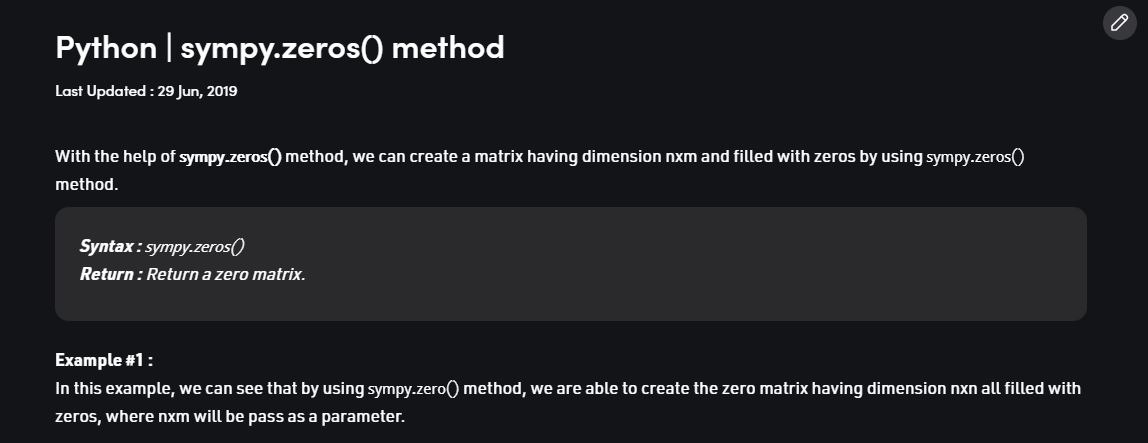 Python | sympy.zeros() method
Last Updated : 29 Jun, 2019
With the help of sympy.zeros() method, we can create a matrix having dimension nxm and filled with zeros by using sympy.zeros()
method.
Syntax : sympy.zeros()
Return : Return a zero matrix.
Example #1 :
In this example, we can see that by using sympy.zero() method, we are able to create the zero matrix having dimension nxn all filled with
zeros, where nxm will be pass as a parameter.